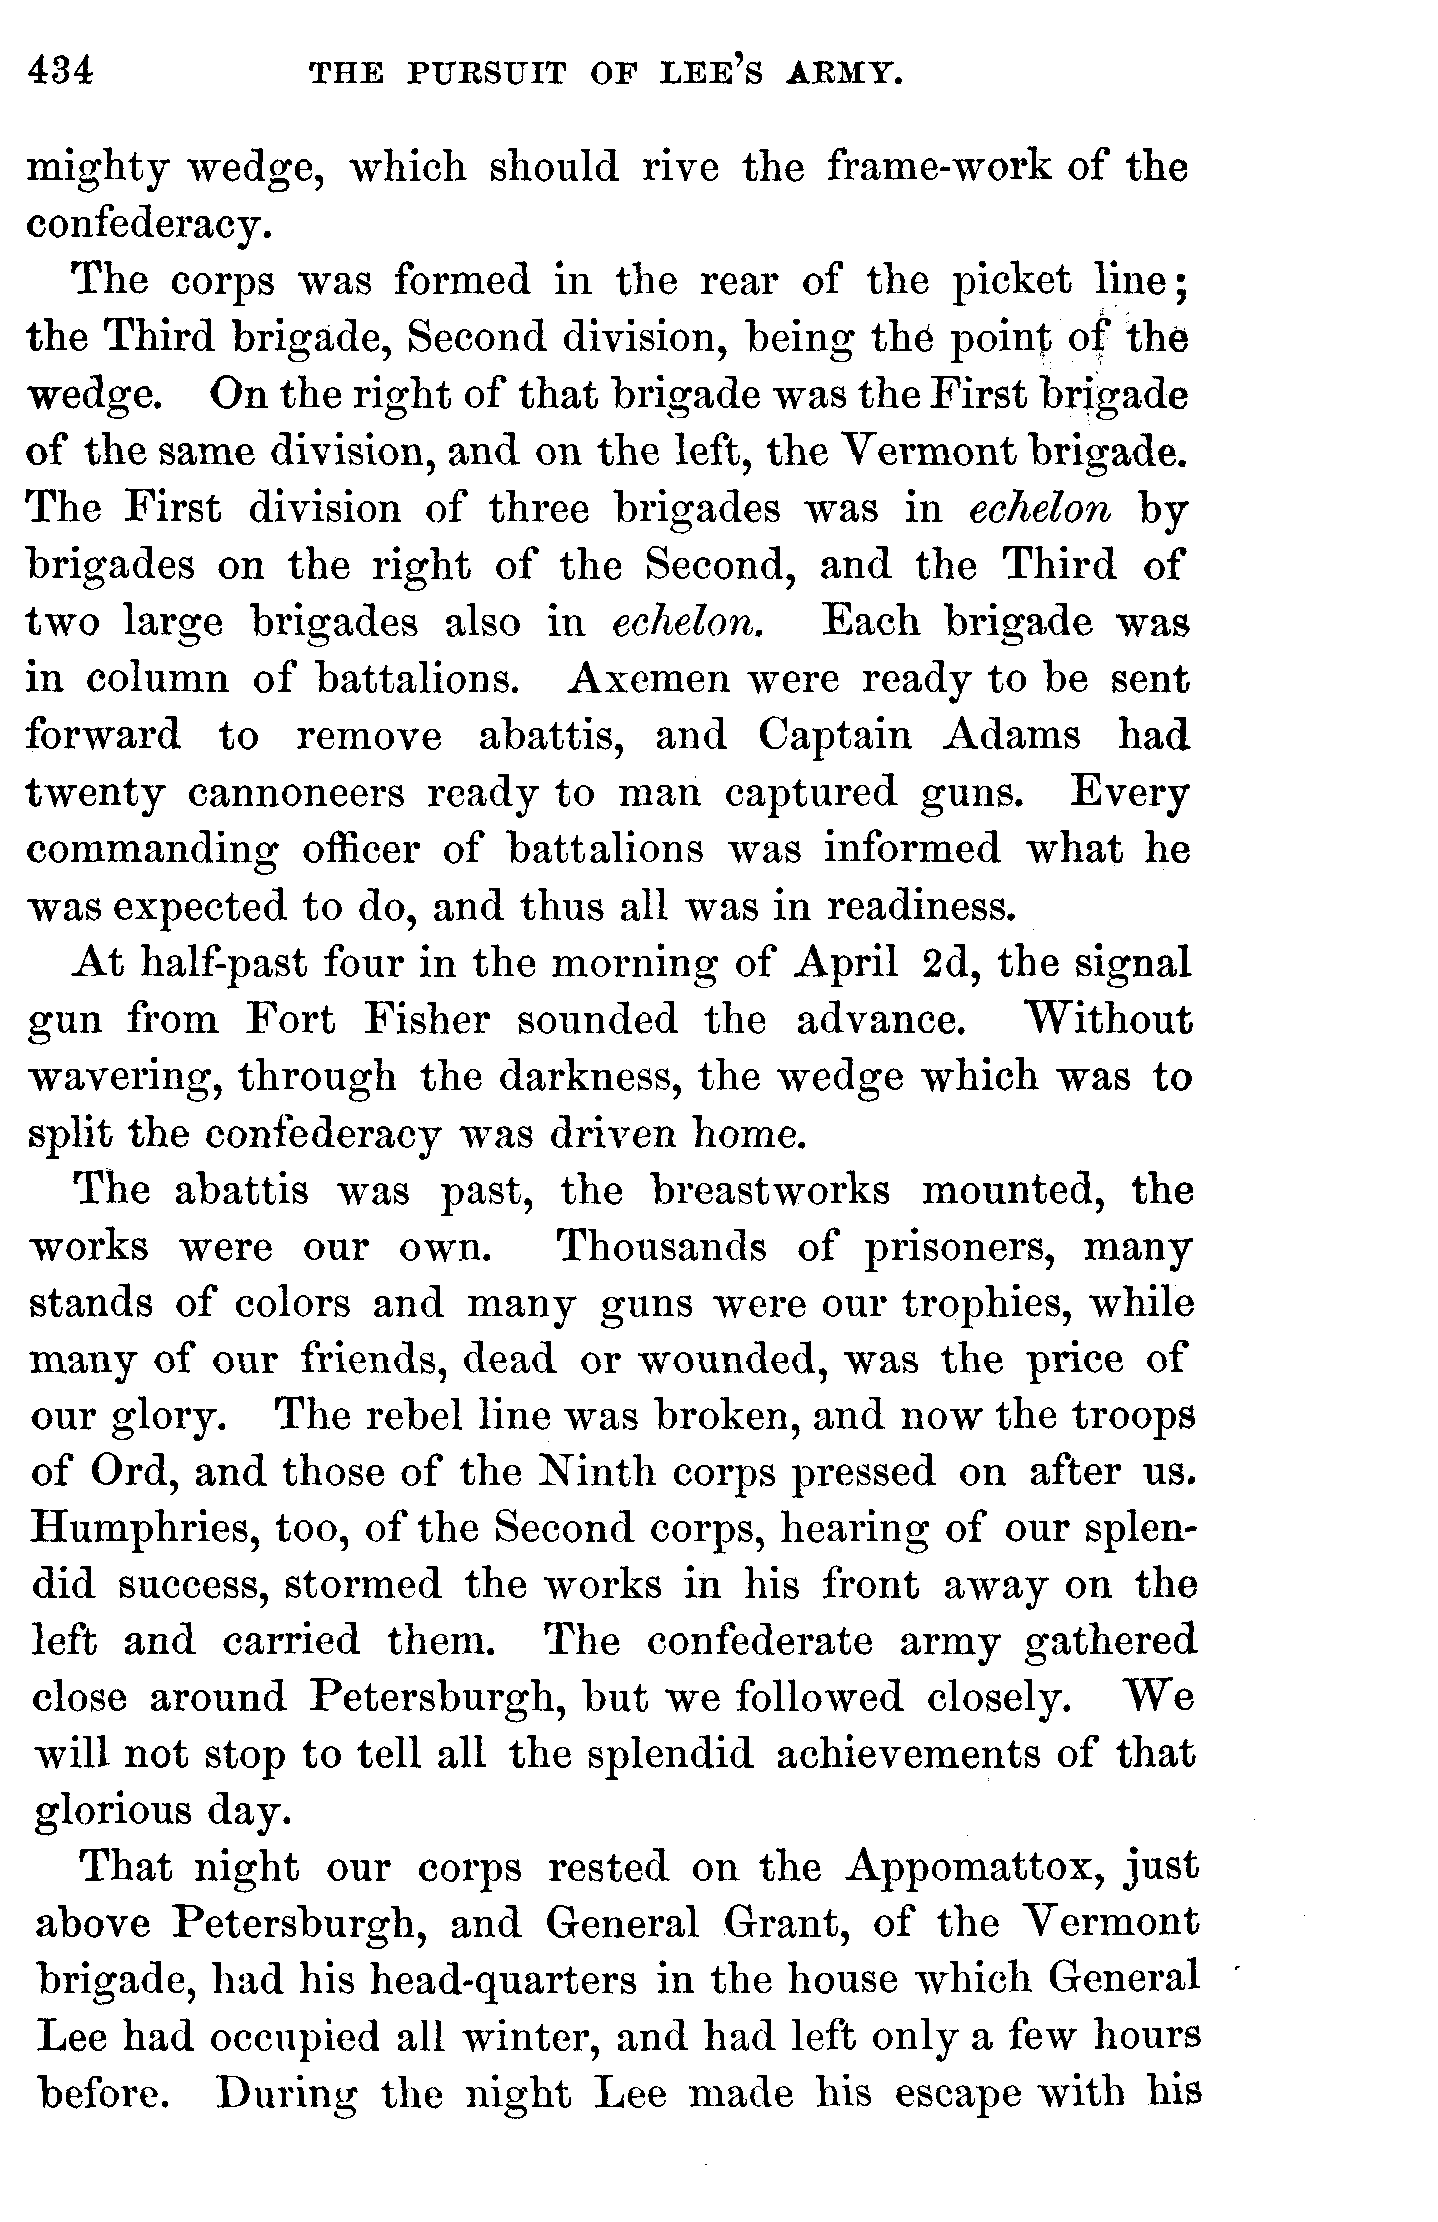 434 THE PURSUIT OF LEE'S ARMY.
mighty wedge, which should rive the frame-work of the
confederacy.
The corps was formed in the rear of the picket line;
the Third brigade, Second division, being the point of the
wedge. On the right of that brigade was the First brigade
of the same division, and on the left, the Vermont brigade.
The First division of three brigades was in echelon by
brigades on the right of the Second, and the Third of
two large brigades also in echelon. Each brigade was
in column of battalions. Axemen were ready to be sent
forward to remove abattis, and Captain Adams had
twenty cannoneers ready to man captured guns. Every
commanding officer of battalions was informed what he
was expected to do, and thus all was in readiness.
At half-past four in the morning of April 2d, the signal
gun from Fort Fisher sounded the advance. Without
wavering, through the darkness, the wedge which was to
split the confederacy was driven home.
The abattis was past, the breastworks mounted, the
works were our own. Thousands of prisoners, many
stands of colors and many guns were our trophies, while
many of our friends, dead or wounded, was the price of
our glory. The rebel line was broken, and now the troops
of Ord, and those of the Ninth corps pressed on after us.
Humphries, too, of the Second corps, hearing of our splen-
did success, stormed the works in his front away on the
left and carried them. The confederate army gathered
close around Petersburgh, but we followed closely. We
will not stop to tell all the splendid achievements of that
glorious day.
That night our corps rested on the Appomattox, just
above Petersburgh, and General Grant, of the Vermont
brigade, had his head-quarters in the house which General
Lee had occupied all winter, and had left only a few hours
before. During the night Lee made his escape with his